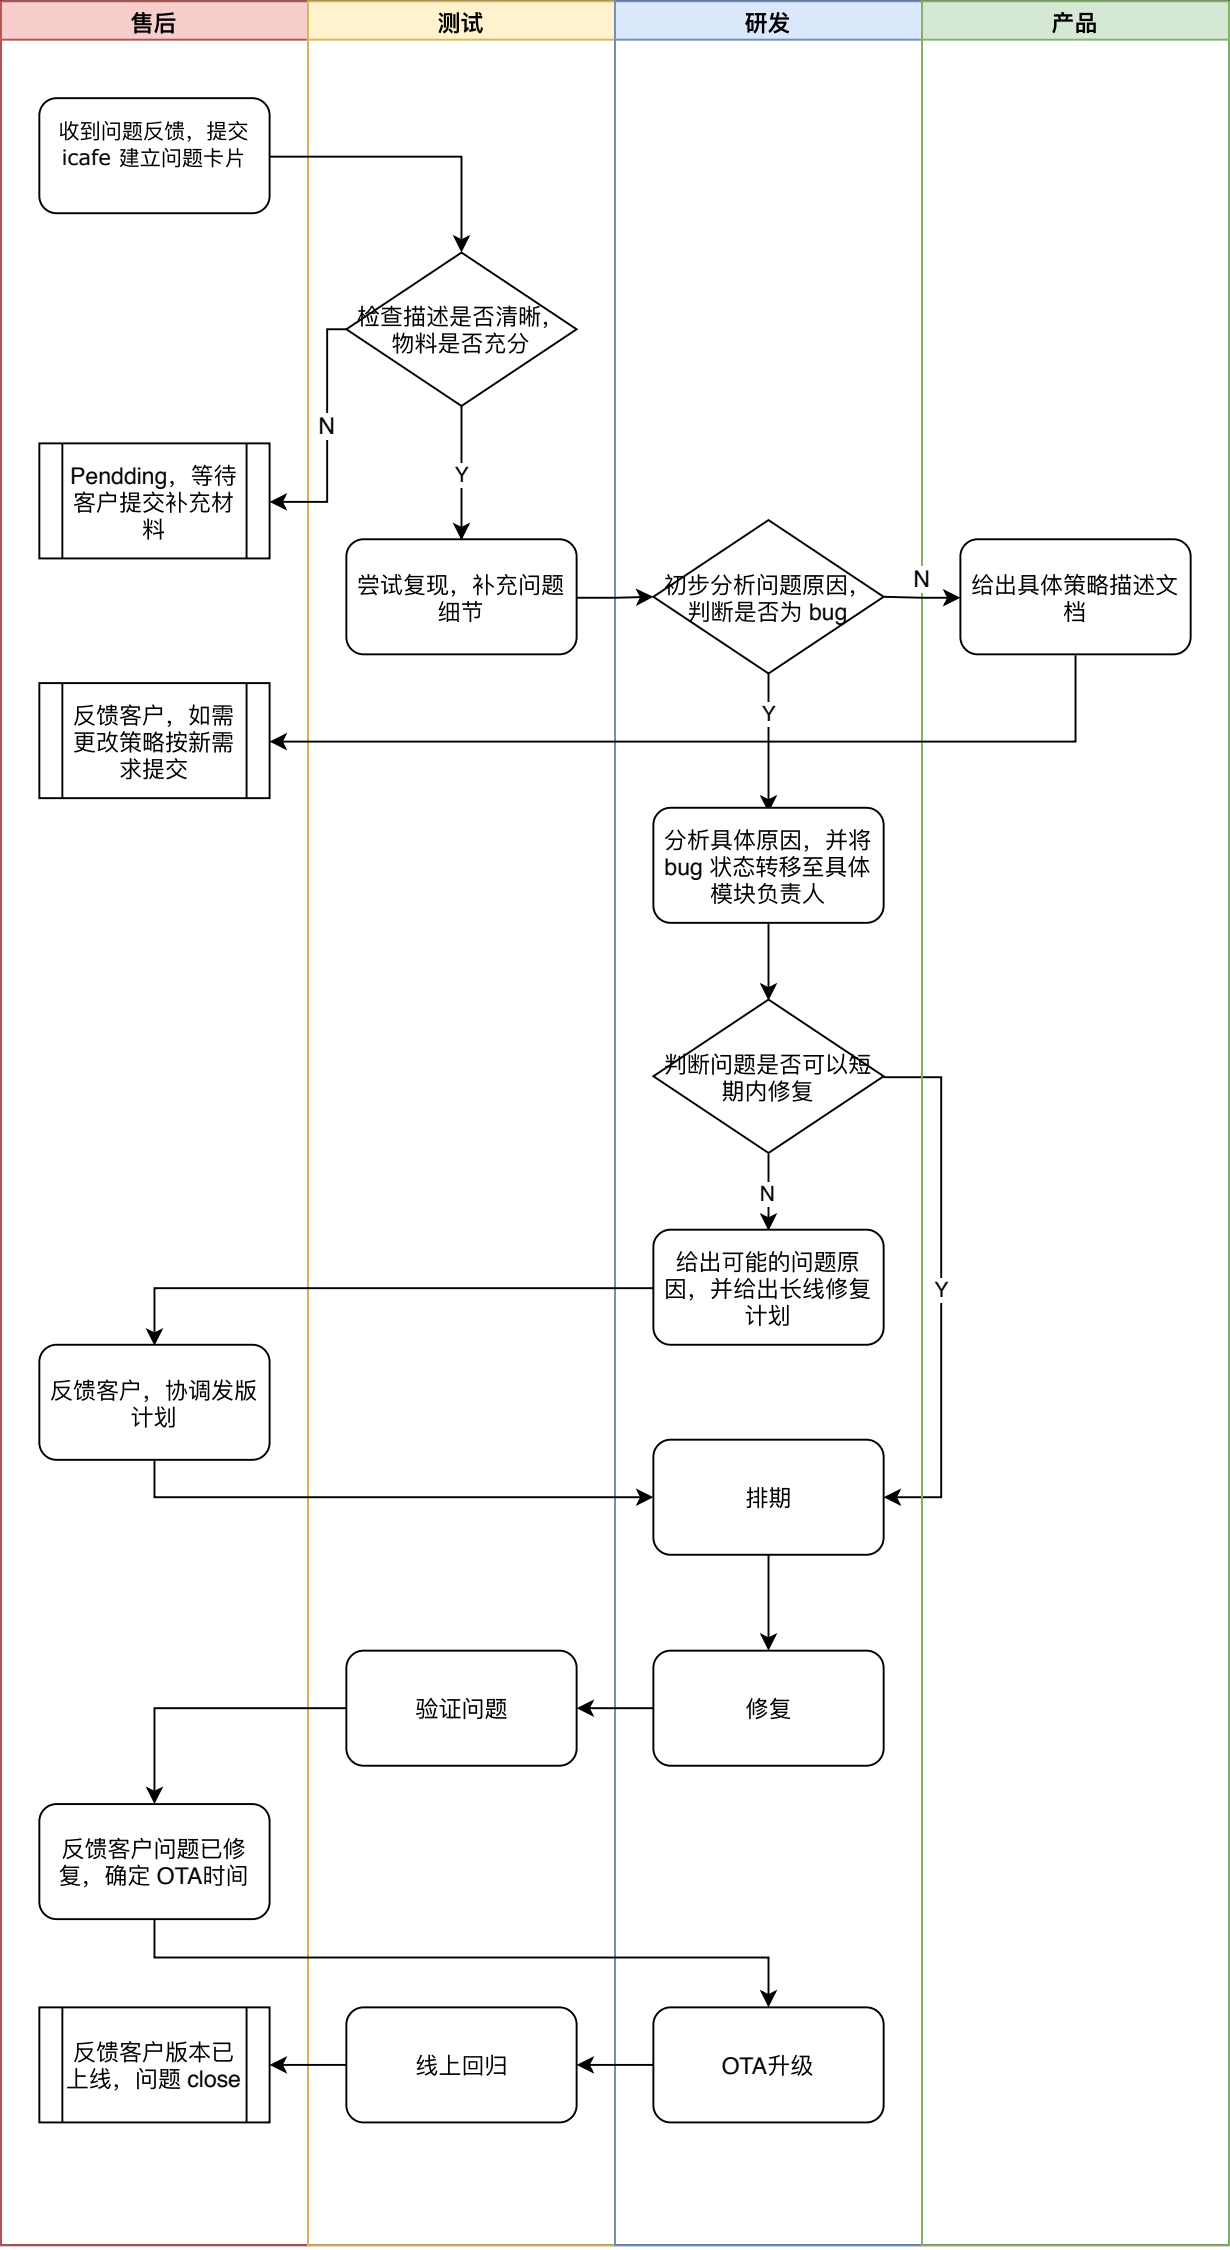 售后
测试
研发
产品
收到问题反馈，提交
icafe 建立问题卡片
检查描述是否清晰，
物料是否充分
N
Y
Pendding，等待
客户提交补充材
料
尝试复现，补充问题
细节
初步分析问题原因，
判断是否为 bug
N
给出具体策略描述文
档
Y
反馈客户，如需
更改策略按新需
求提交
分析具体原因，并将
bug 状态转移至具体
模块负责人
判断问题是否可以短
期内修复
N
Y
给出可能的问题原
因，并给出长线修复
计划
反馈客户，协调发版
计划
排期
验证问题
修复
反馈客户问题已修
复，确定 OTA时间
反馈客户版本已
上线，问题 close
线上回归
OTA升级